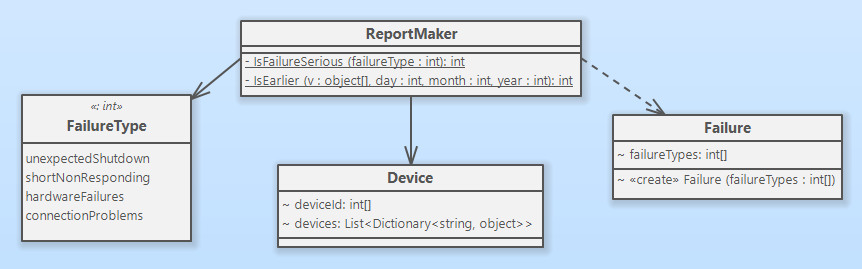 ReportMaker
- IsFailureSerious (failureType : int): int
- IsEarlier (v : object[], day : int, month : int, year : int): int
«: int»
FailureType
unexpectedShutdown
shortNonResponding
hardwareFailures
connectionProblems
Device
~ deviceId: int[]
~ devices: List<Dictionary<string, object>>
Failure
~ failureTypes: int[]
~ «create» Failure (failureTypes : int[])